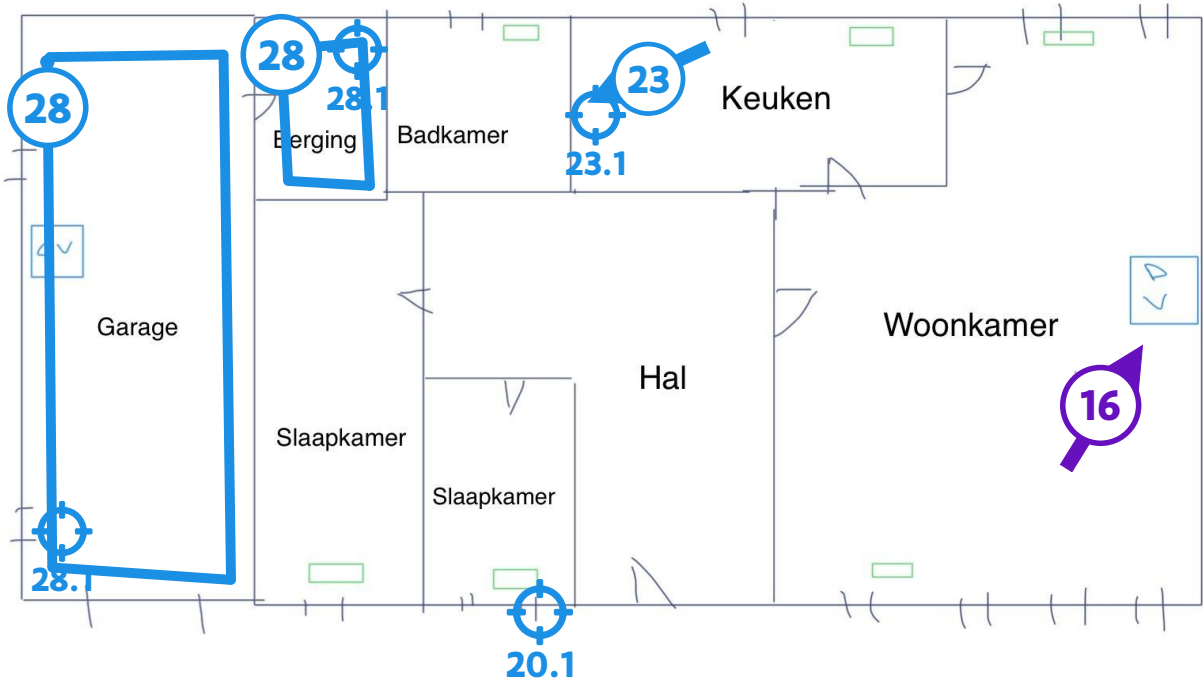 28
28
28.1
23
23.1
Keuken
Berging
Badkamer
CV
Garage
Woonkamer
Hal
16
Slaapkamer
Slaapkamer
28.1
20.1